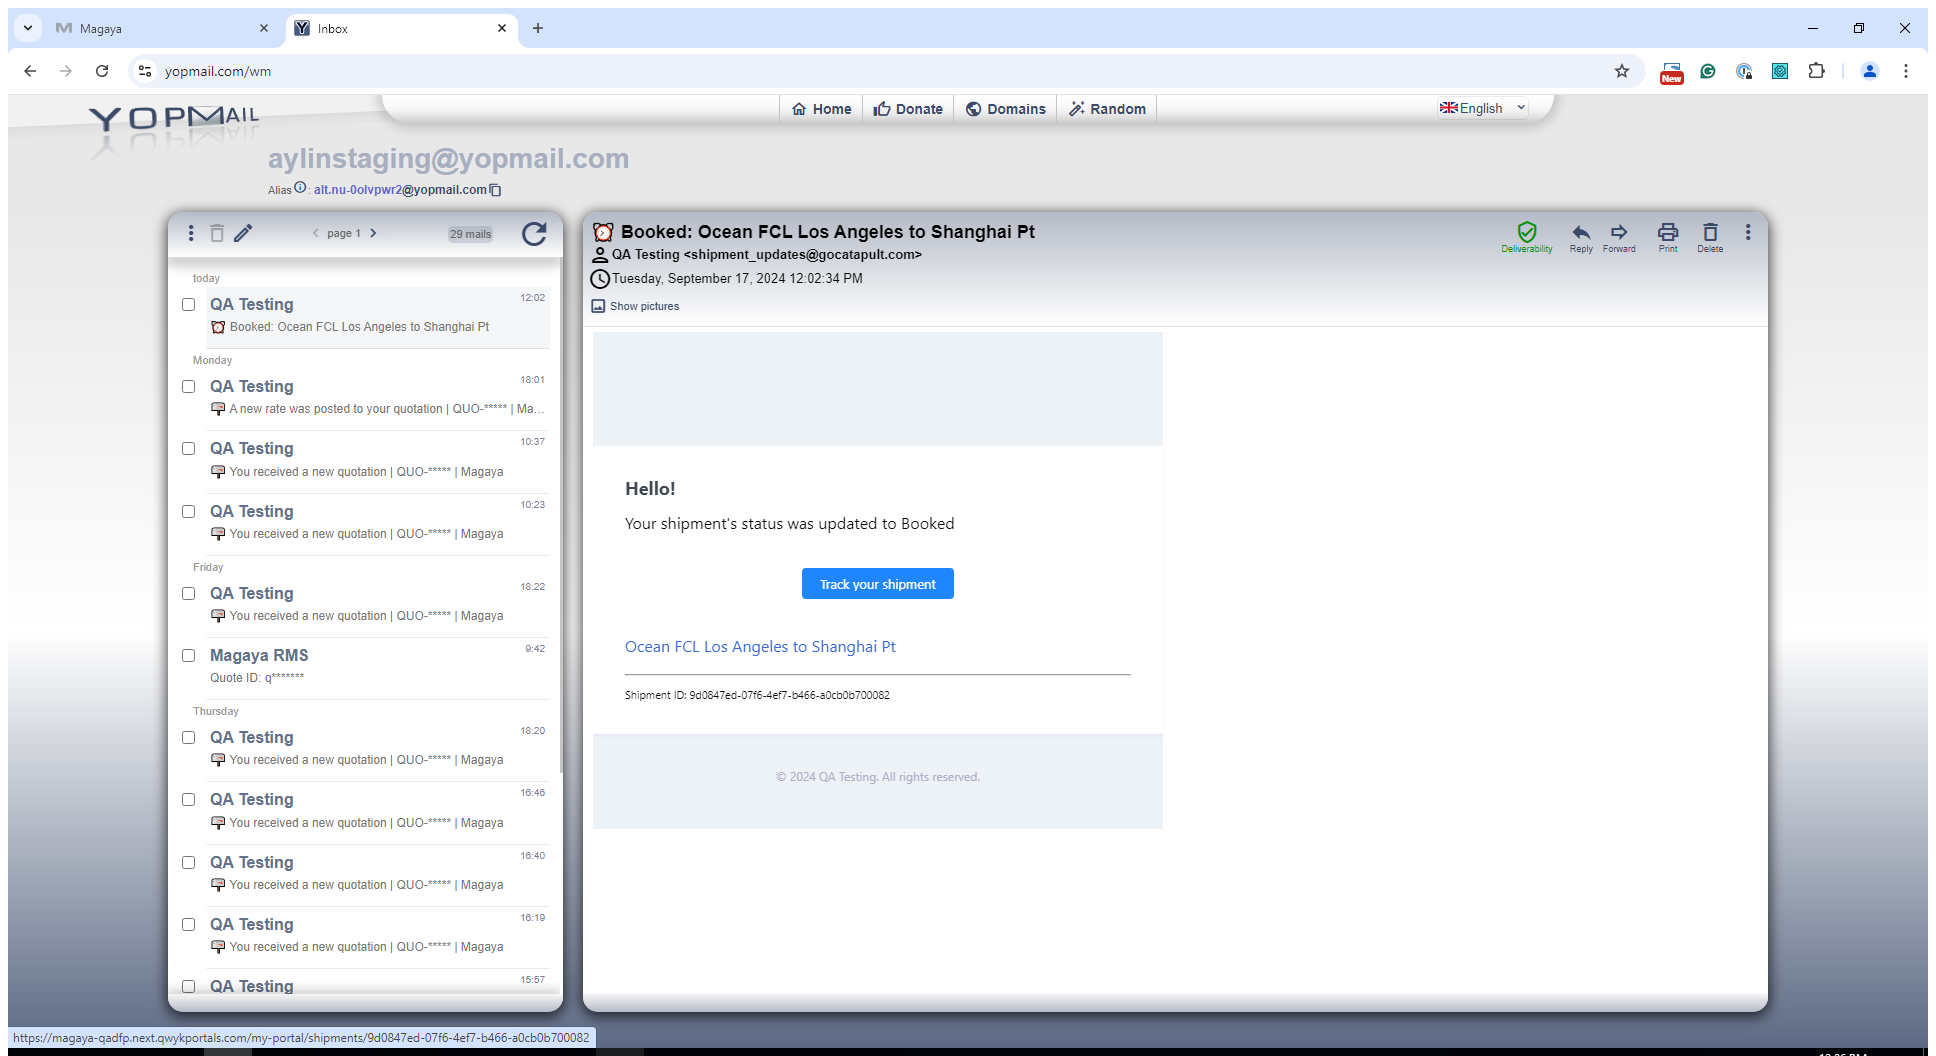 Magaya
Inbox
yopmail.com/wm
New
YOPMAIL
Home
Donate
Domains
Random
English
aylinstaging@yopmail.com
Alias : alt.nu-0olvpwr2@yopmail.com
page 1
29 mails
today
QA Testing 12:02
Booked: Ocean FCL Los Angeles to Shanghai Pt
Monday
QA Testing 18:01
A new rate was posted to your quotation | QUO-***** | Ma...
QA Testing 10:37
You received a new quotation | QUO-***** | Magaya
QA Testing 10:23
You received a new quotation | QUO-***** | Magaya
Friday
QA Testing 18:22
You received a new quotation | QUO-***** | Magaya
Magaya RMS 9:42
Quote ID: q*******
Thursday
QA Testing 18:20
You received a new quotation | QUO-***** | Magaya
QA Testing 16:46
You received a new quotation | QUO-***** | Magaya
QA Testing 16:40
You received a new quotation | QUO-***** | Magaya
QA Testing 16:19
You received a new quotation | QUO-***** | Magaya
QA Testing 15:57
Booked: Ocean FCL Los Angeles to Shanghai Pt
QA Testing <shipment_updates@gocatapult.com>
Tuesday, September 17, 2024 12:02:34 PM
Show pictures
Deliverability
Reply
Forward
Print
Delete
Hello!
Your shipment's status was updated to Booked
Track your shipment
Ocean FCL Los Angeles to Shanghai Pt
Shipment ID: 9d0847ed-07f6-4ef7-b466-a0cb0b700082
© 2024 QA Testing. All rights reserved.
https://magaya-qadfp.next.qwykportals.com/my-portal/shipments/9d0847ed-07f6-4ef7-b466-a0cb0b700082